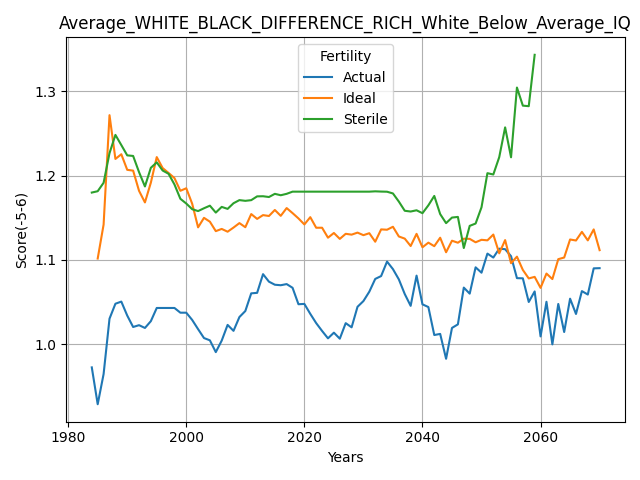 Average_WHITE_BLACK_DIFFERENCE_RICH_White_Below_Average_IQ
Fertility
Actual
Ideal
Sterile
Score(-5-6)
1.3
1.2
1.1
1.0
1980
2000
2020
2040
2060
Years